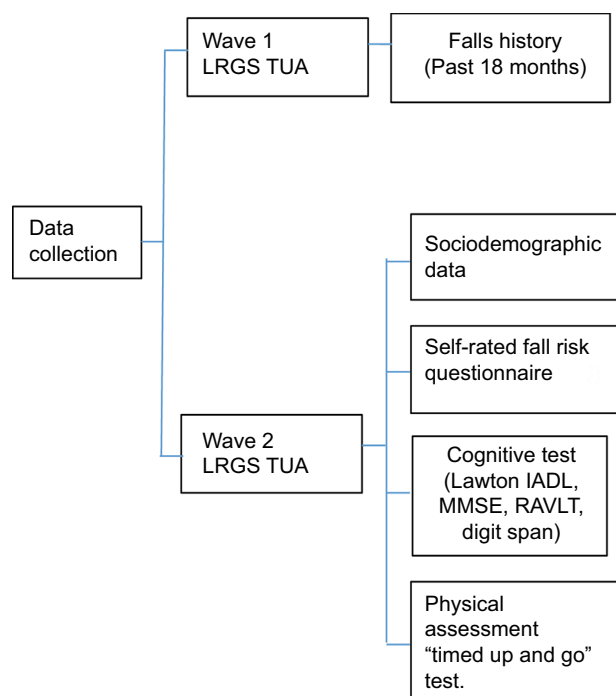 Wave 1
LRGS TUA
Falls history
(Past 18 months)
Data
collection
Sociodemographic
data
Self-rated fall risk
questionnaire
Wave 2
LRGS TUA
Cognitive test
(Lawton IADL,
MMSE, RAVLT,
digit span)
Physical
assessment
“timed up and go”
test.